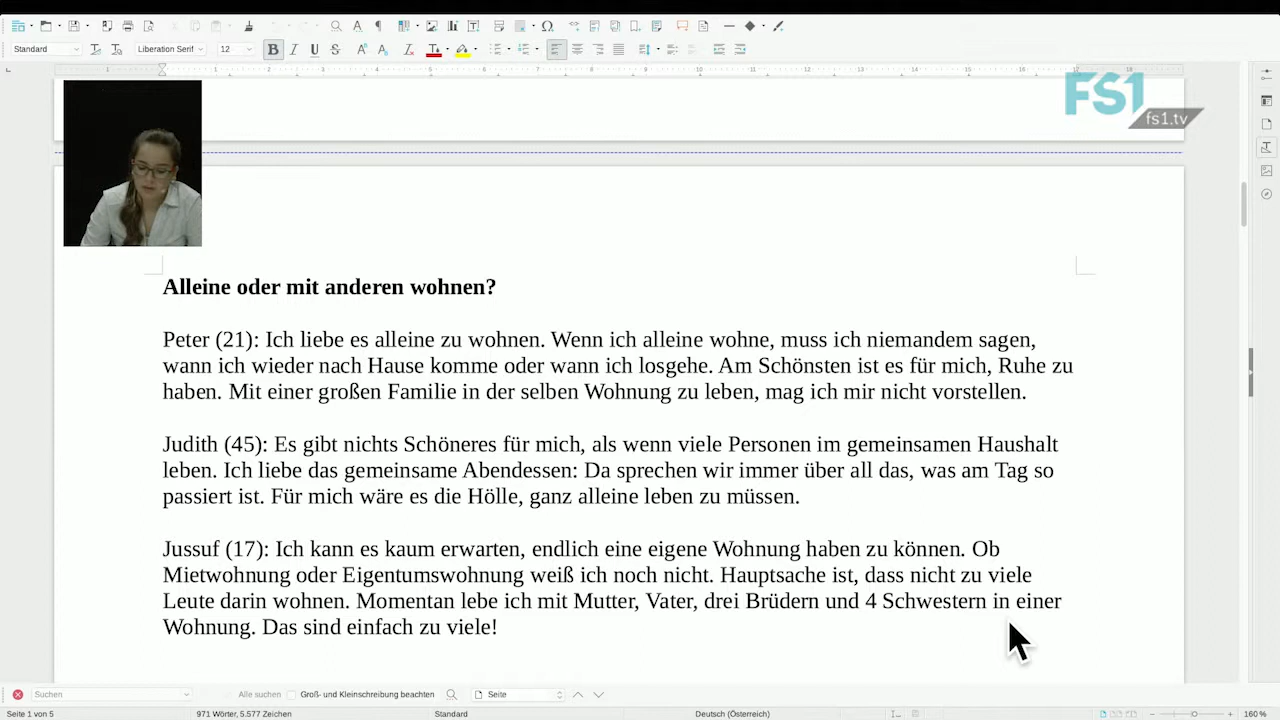 Standard
Liberation Serif
12
FS1
fs1.tv
Alleine oder mit anderen wohnen?
Peter (21): Ich liebe es alleine zu wohnen. Wenn ich alleine wohne, muss ich niemandem sagen,
wann ich wieder nach Hause komme oder wann ich losgehe. Am Schönsten ist es für mich, Ruhe zu
haben. Mit einer großen Familie in der selben Wohnung zu leben, mag ich mir nicht vorstellen.
Judith (45): Es gibt nichts Schöneres für mich, als wenn viele Personen im gemeinsamen Haushalt
leben. Ich liebe das gemeinsame Abendessen: Da sprechen wir immer über all das, was am Tag so
passiert ist. Für mich wäre es die Hölle, ganz alleine leben zu müssen.
Jussuf (17): Ich kann es kaum erwarten, endlich eine eigene Wohnung haben zu können. Ob
Mietwohnung oder Eigentumswohnung weiß ich noch nicht. Hauptsache ist, dass nicht zu viele
Leute darin wohnen. Momentan lebe ich mit Mutter, Vater, drei Brüdern und 4 Schwestern in einer
Wohnung. Das sind einfach zu viele!
Suchen
Alle suchen
Groß- und Kleinschreibung beachten
Seite
Seite 1 von 5
971 Wörter, 5.577 Zeichen
Standard
Deutsch (Österreich)
160 %